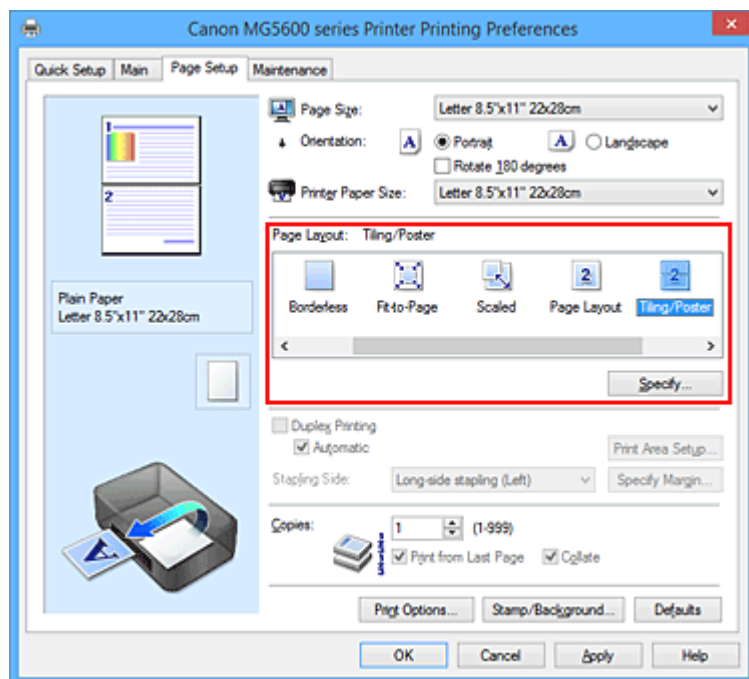 Canon MG5600 series Printer Printing Preferences
Quick Setup Main Page Setup Maintenance
1
2
Plain Paper
Letter 8.5"x11" 22x28cm
A
Page Size: Letter 8.5"x11" 22x28cm
Orientation: A Portrait A Landscape
Rotate 180 degrees
Printer Paper Size: Letter 8.5"x11" 22x28cm
Page Layout: Tiling/Poster
2 2
Borderless Fit-to-Page Scaled Page Layout Tiling/Poster
Specify...
Duplex Printing
Automatic Print Area Setup...
Stapling Side: Long-side stapling (Left) Specify Margin...
Copies: 1 (1-999)
Print from Last Page Collate
Print Options... Stamp/Background... Defaults
OK Cancel Apply Help